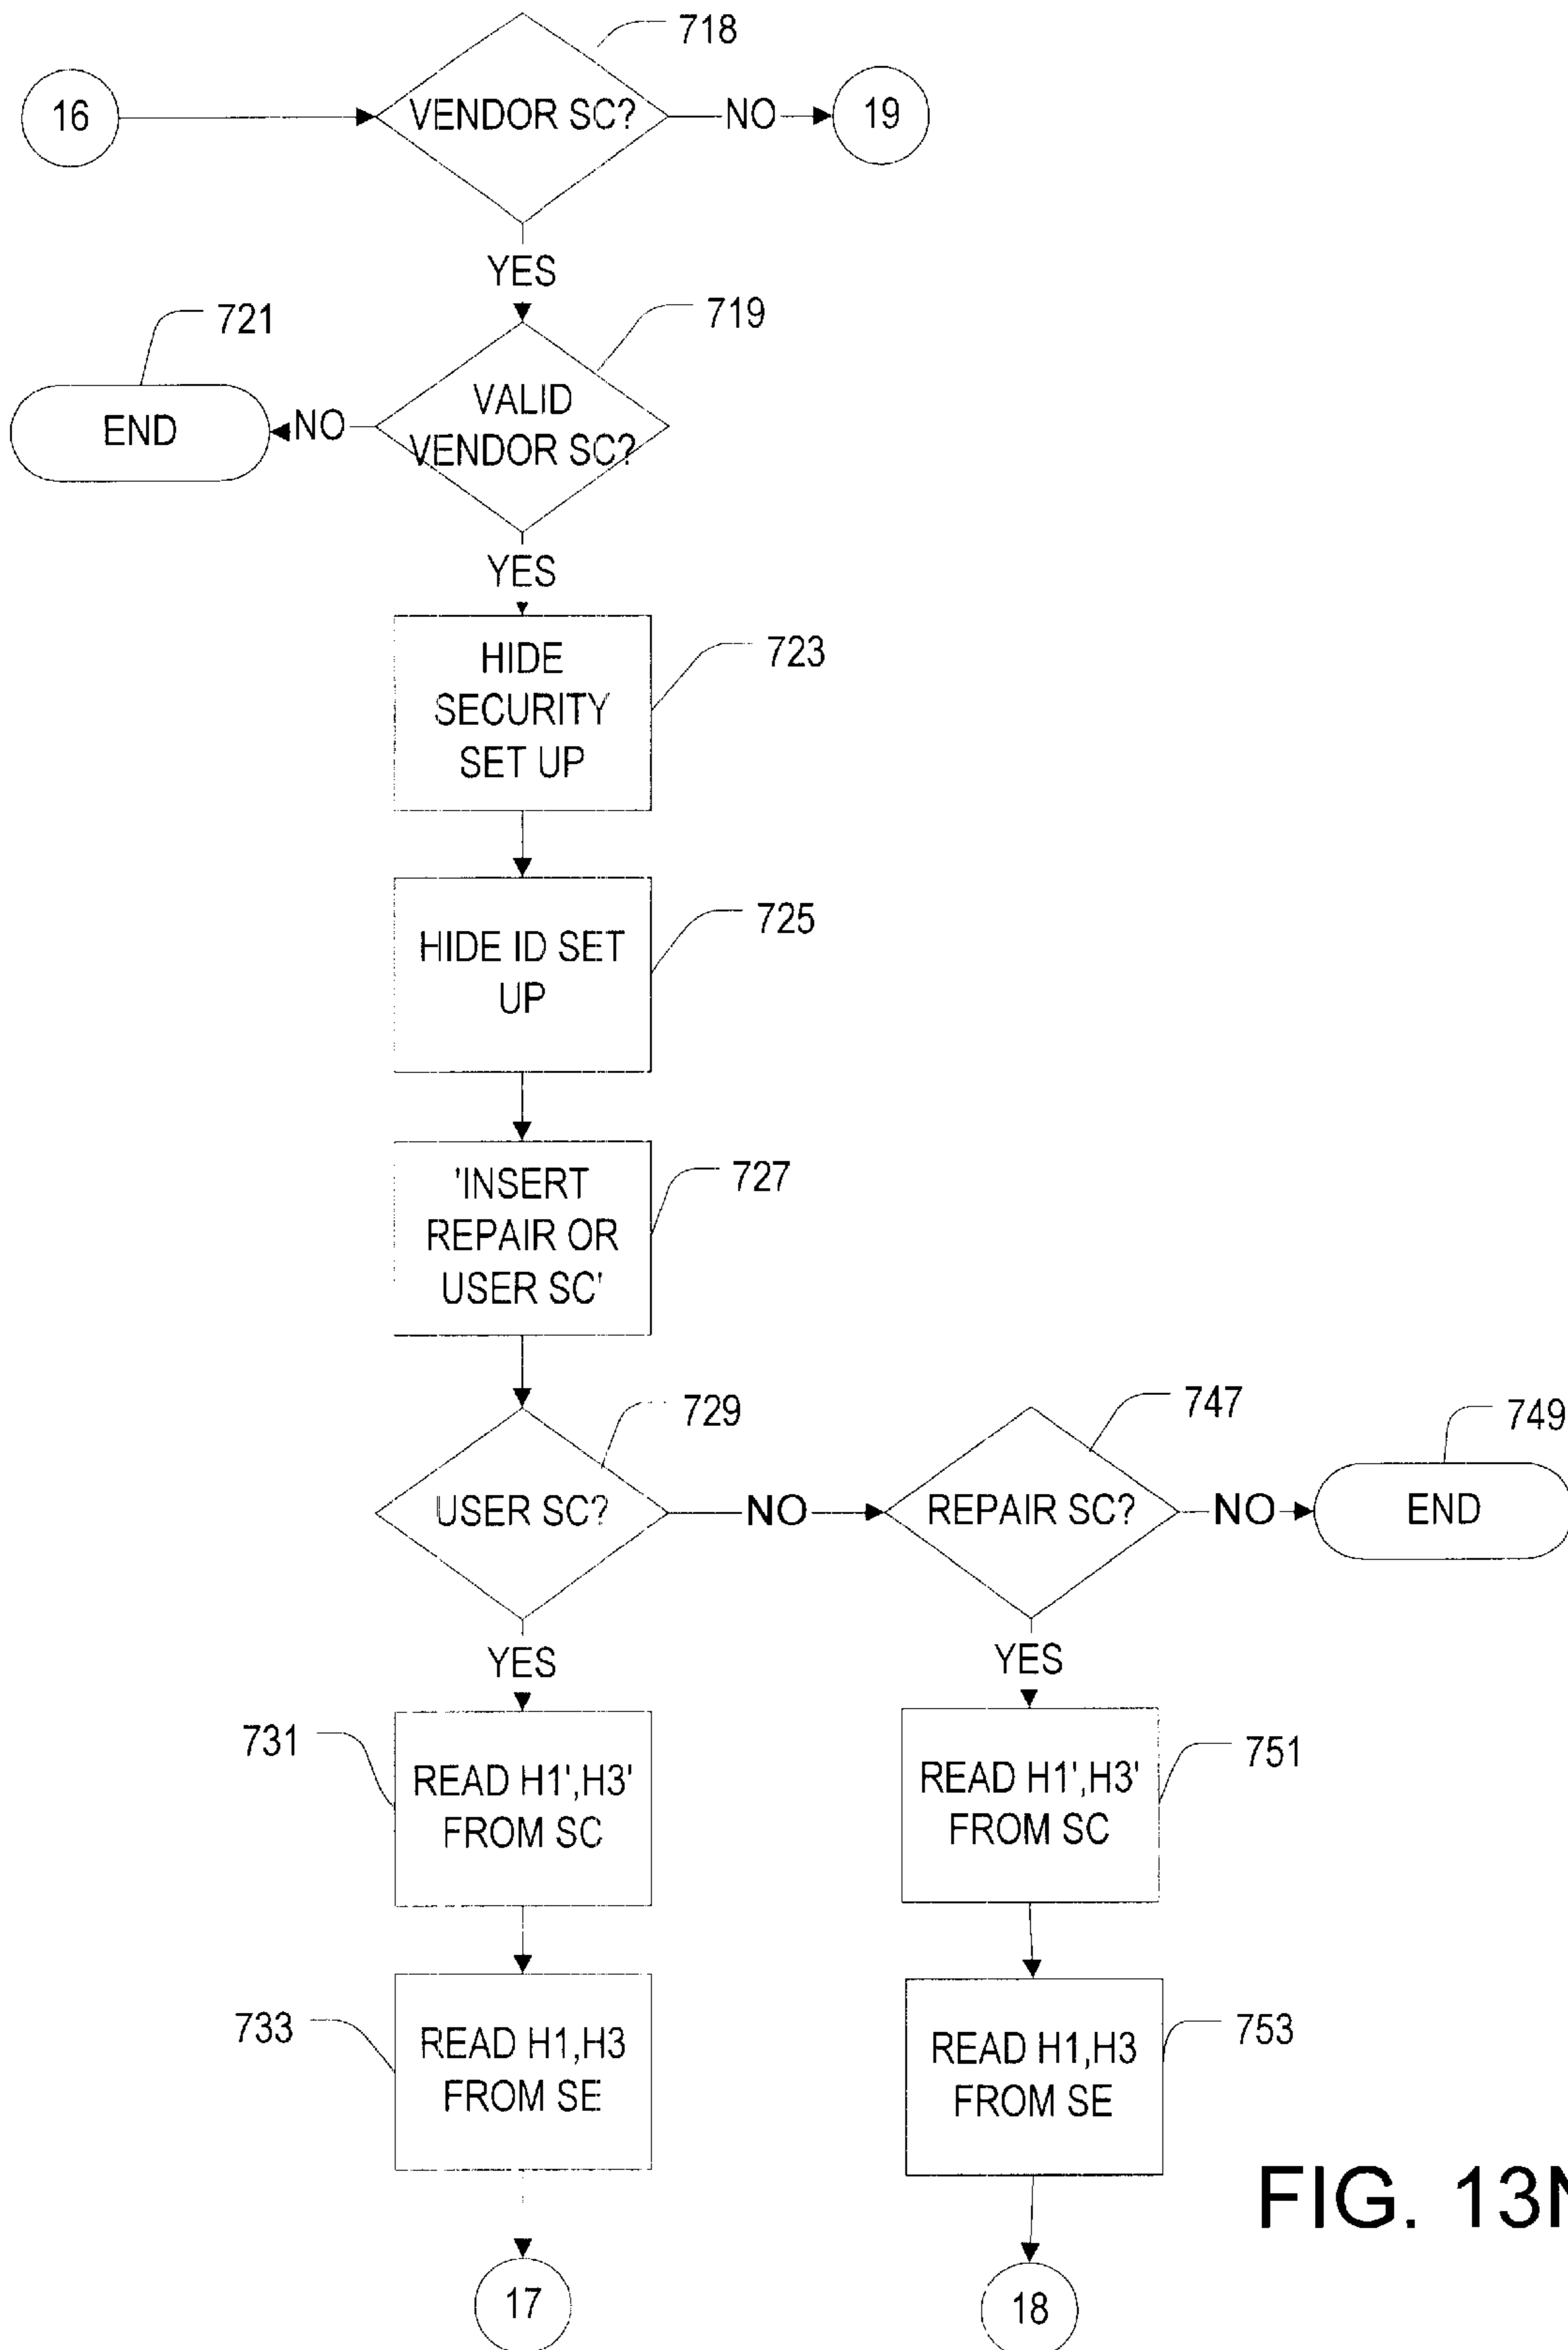 718
16
VENDOR SC?
NO
19
YES
721
719
END
NO
VALID
VENDOR SC?
YES
HIDE
SECURITY
SET UP
723
HIDE ID SET
UP
725
'INSERT
REPAIR OR
USER SC'
727
729
747
749
USER SC?
NO
REPAIR SC?
NO
END
YES
YES
731
READ H1',H3'
FROM SC
READ H1',H3'
FROM SC
751
733
READ H1,H3
FROM SE
READ H1,H3
FROM SE
753
FIG. 13N
17
18